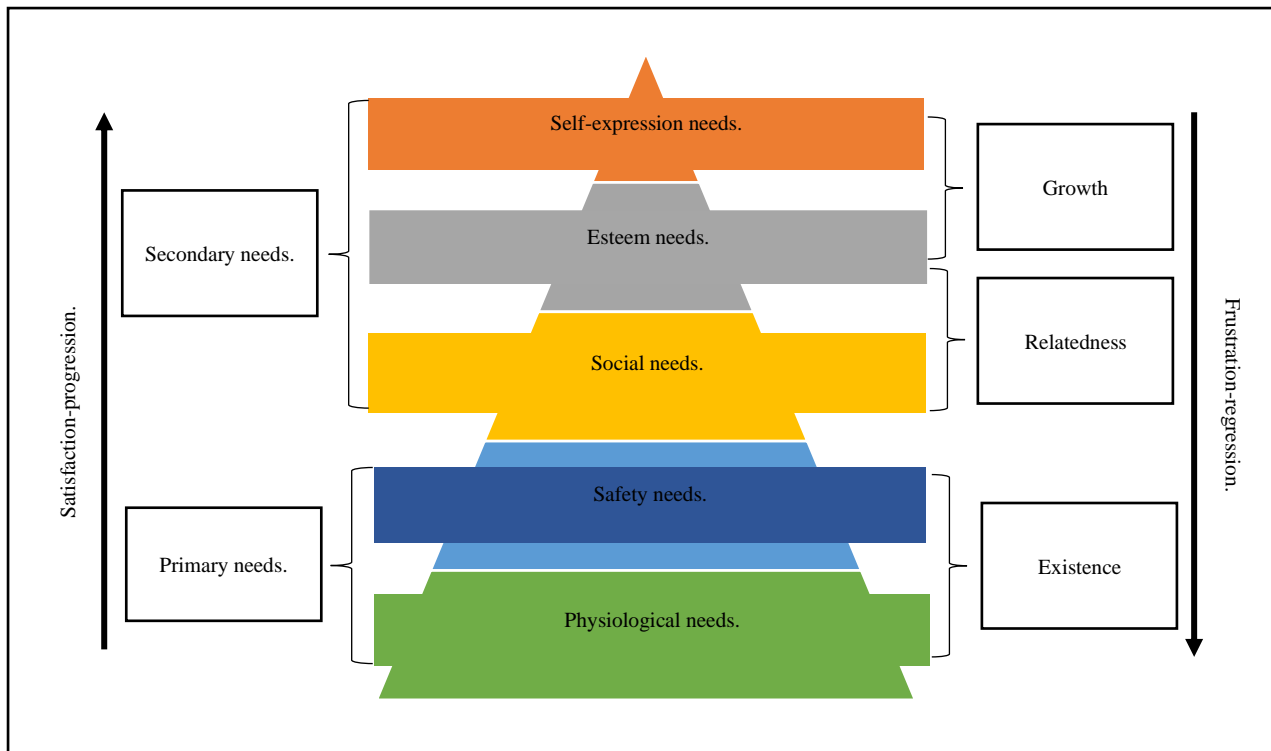 Self-expression needs.
Growth
Secondary needs.
Esteem needs.
Relatedness
Social needs.
Satisfaction-progression.
Frustration-regression.
Safety needs.
Primary needs.
Existence
Physiological needs.